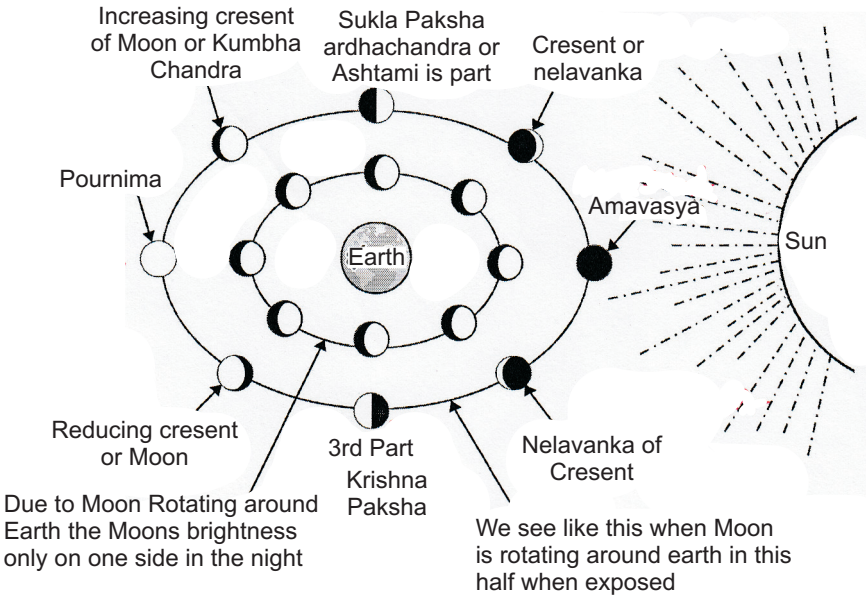 Increasing cresent
of Moon or Kumbha
Chandra
Sukla Paksha
ardhachandra or
Ashtami is part
Cresent or
nelavanka
Pournima
Amavasya
Earth
Sun
Reducing cresent
or Moon
3rd Part
Krishna
Paksha
Nelavanka of
Cresent
Due to Moon Rotating around
Earth the Moons brightness
only on one side in the night
We see like this when Moon
is rotating around earth in this
half when exposed